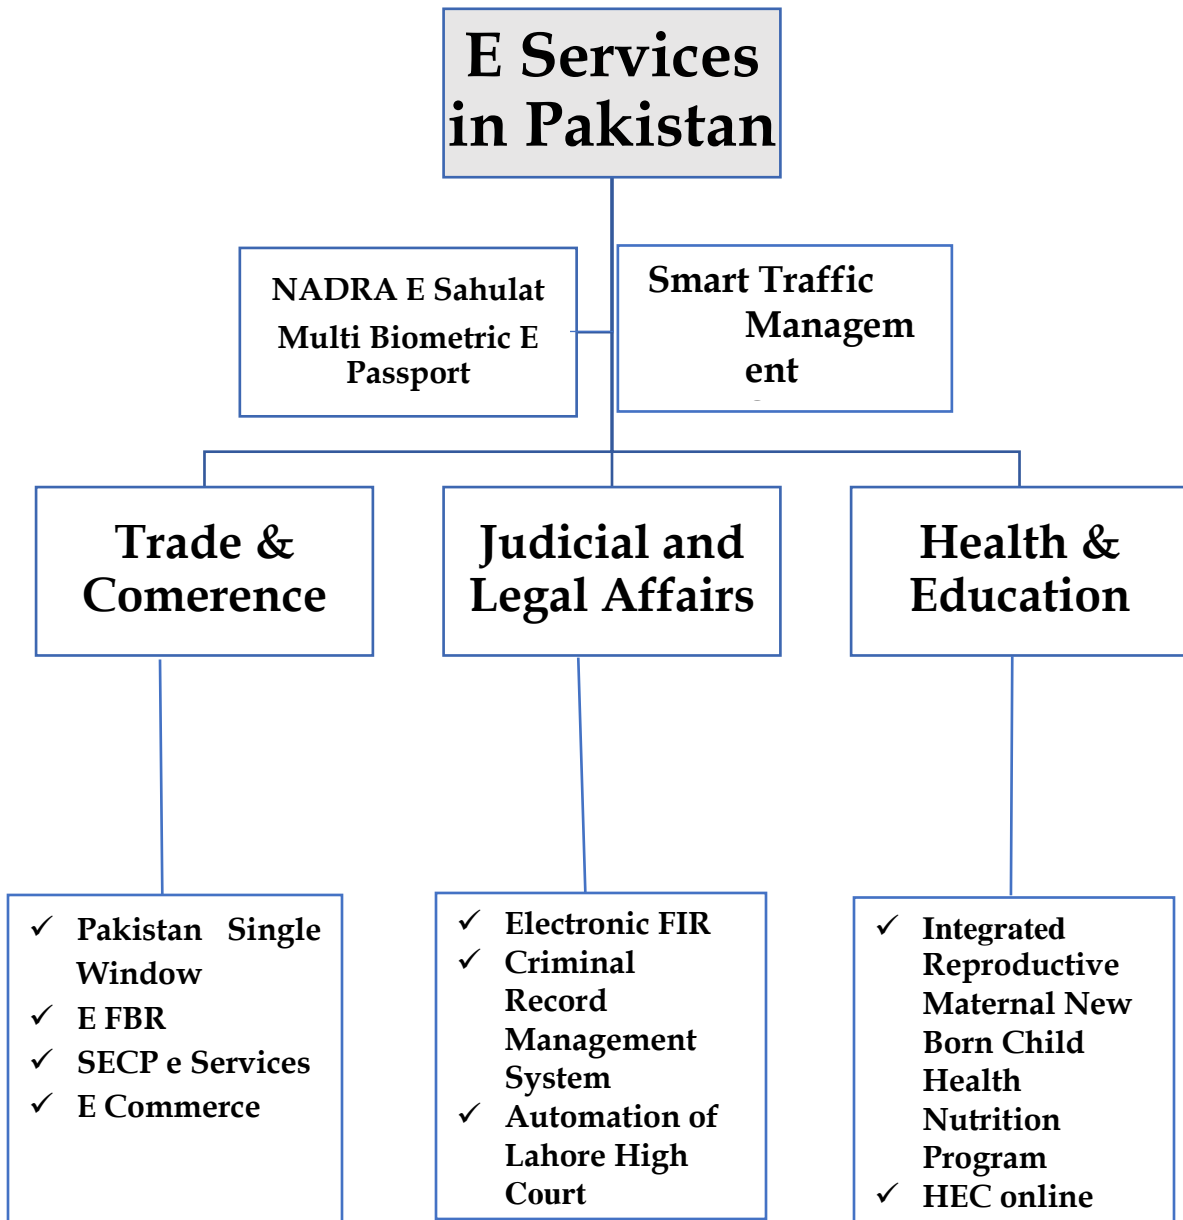 E Services
in Pakistan
NADRA E Sahulat
Multi Biometric E
Passport
Smart Traffic
Managem
ent
Trade &
Comerence
Judicial and
Legal Affairs
Health &
Education
✓ Pakistan Single
Window
✓ E FBR
✓ SECP e Services
✓ E Commerce
✓ Electronic FIR
✓ Criminal
Record
Management
System
✓ Automation of
Lahore High
Court
✓ Integrated
Reproductive
Maternal New
Born Child
Health
Nutrition
Program
✓ HEC online